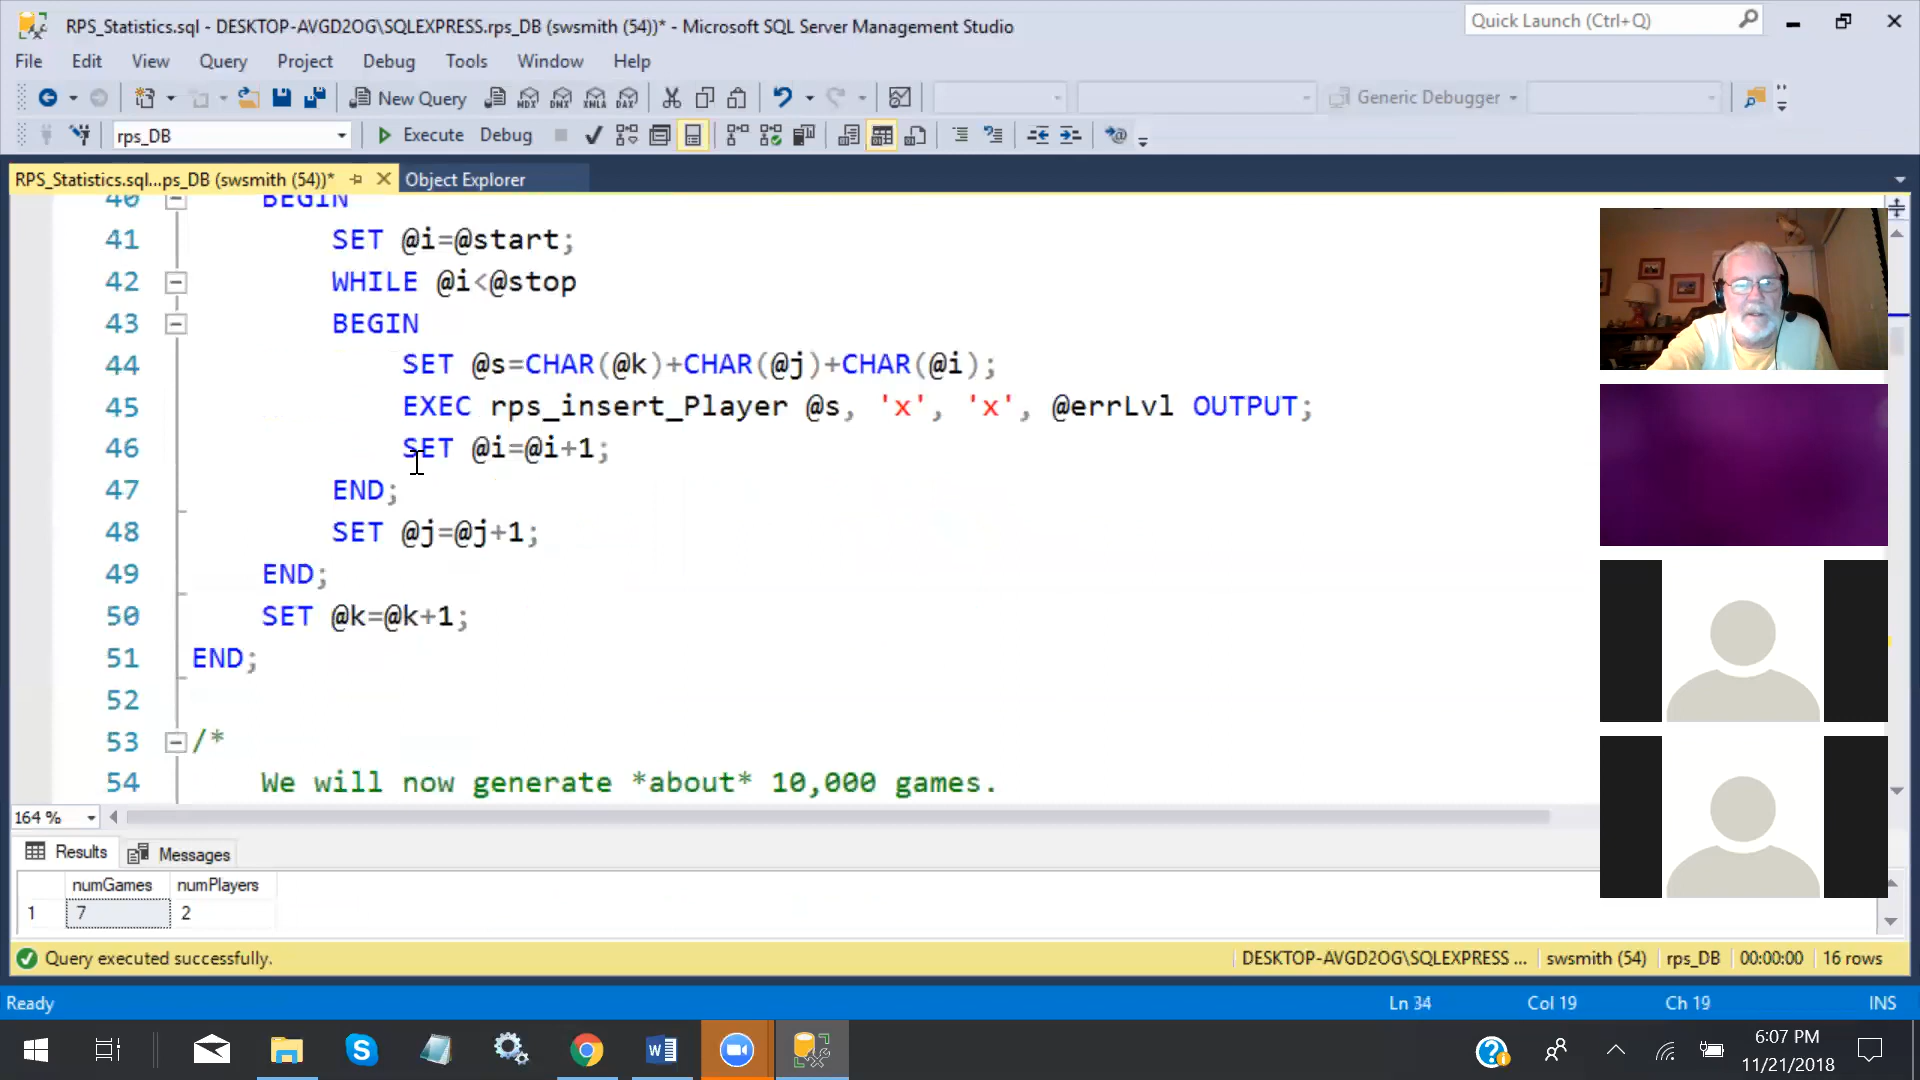 RPS_Statistics.sql - DESKTOP-AVGD2OG\SQLEXPRESS.rps_DB (swsmith (54))* - Microsoft SQL Server Management Studio
Quick Launch (Ctrl+Q)
File Edit View Query Project Debug Tools Window Help
New Query MDX DMX XMLA DAX Generic Debugger
rps_DB Execute Debug
RPS_Statistics.sql...ps_DB (swsmith (54))* Object Explorer
40 BEGIN
41 SET @i=@start;
42 WHILE @i<@stop
43 BEGIN
44 SET @s=CHAR(@k)+CHAR(@j)+CHAR(@i);
45 EXEC rps_insert_Player @s, 'x', 'x', @errLvl OUTPUT;
46 SET @i=@i+1;
47 END;
48 SET @j=@j+1;
49 END;
50 SET @k=@k+1;
51 END;
52
53 /*
54 We will now generate *about* 10,000 games.
164 %
Results Messages
numGames numPlayers
1 7 2
Query executed successfully. DESKTOP-AVGD2OG\SQLEXPRESS ... swsmith (54) rps_DB 00:00:00 16 rows
Ready Ln 34 Col 19 Ch 19 INS
6:07 PM
11/21/2018